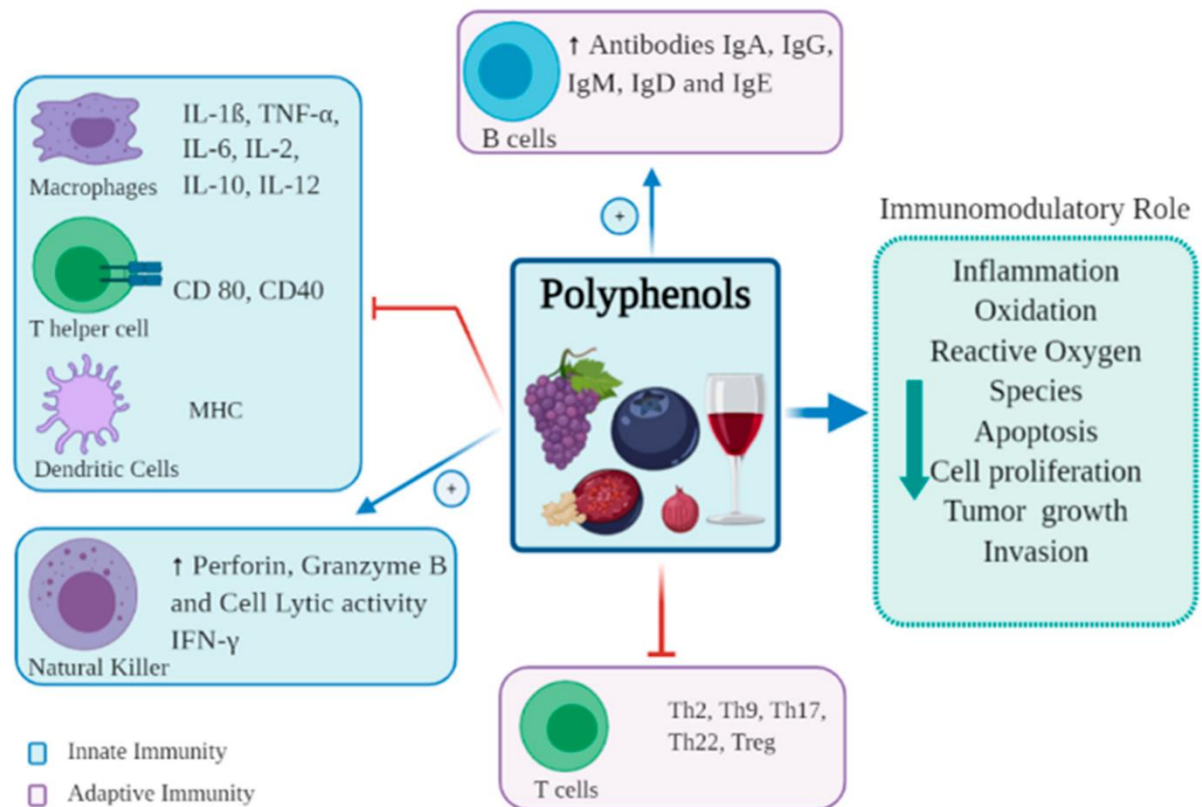 ↑ Antibodies IgA, IgG,
IgM, IgD and IgE
B cells
IL-1ß, TNF-α,
IL-6, IL-2,
IL-10, IL-12
Macrophages
CD 80, CD40
T helper cell
MHC
Dendritic Cells
+
Polyphenols
+
↑ Perforin, Granzyme B
and Cell Lytic activity
IFN-γ
Natural Killer
Immunomodulatory Role
Inflammation
Oxidation
Reactive Oxygen
Species
Apoptosis
Cell proliferation
Tumor growth
Invasion
Th2, Th9, Th17,
Th22, Treg
T cells
Innate Immunity
Adaptive Immunity